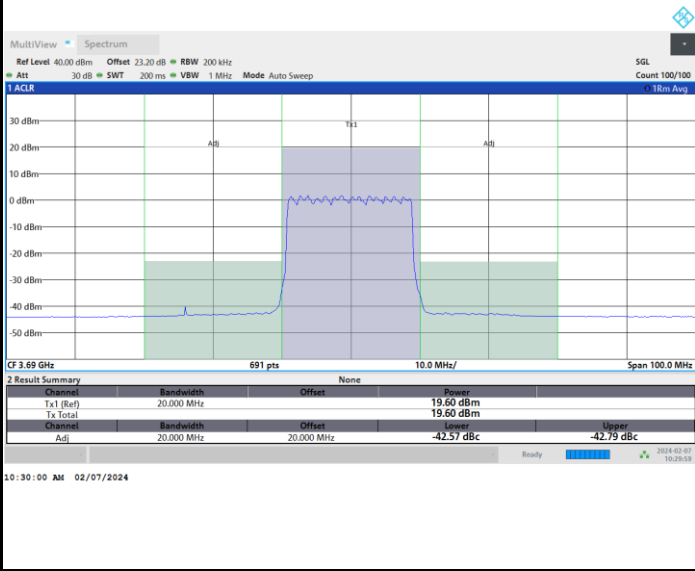 MultiView Spectrum
Ref Level 40.00 dBm Offset 23.20 dB RBW 200 kHz SGL
Att 30 dB SWT 200 ms VBW 1 MHz Mode Auto Sweep Count 100/100
1 ACLR 1Rm Avg
30 dBm
Tx1
20 dBm
Adj Adj
10 dBm
0 dBm
-10 dBm
-20 dBm
-30 dBm
-40 dBm
-50 dBm
CF 3.69 GHz 691 pts 10.0 MHz/ Span 100.0 MHz
2 Result Summary None
Channel Bandwidth Offset Power
Tx1 (Ref) 20.000 MHz 19.60 dBm
Tx Total 19.60 dBm
Channel Bandwidth Offset Lower Upper
Adj 20.000 MHz 20.000 MHz -42.57 dBc -42.79 dBc
Ready 2024-02-07
10:29:59
10:30:00 AM 02/07/2024